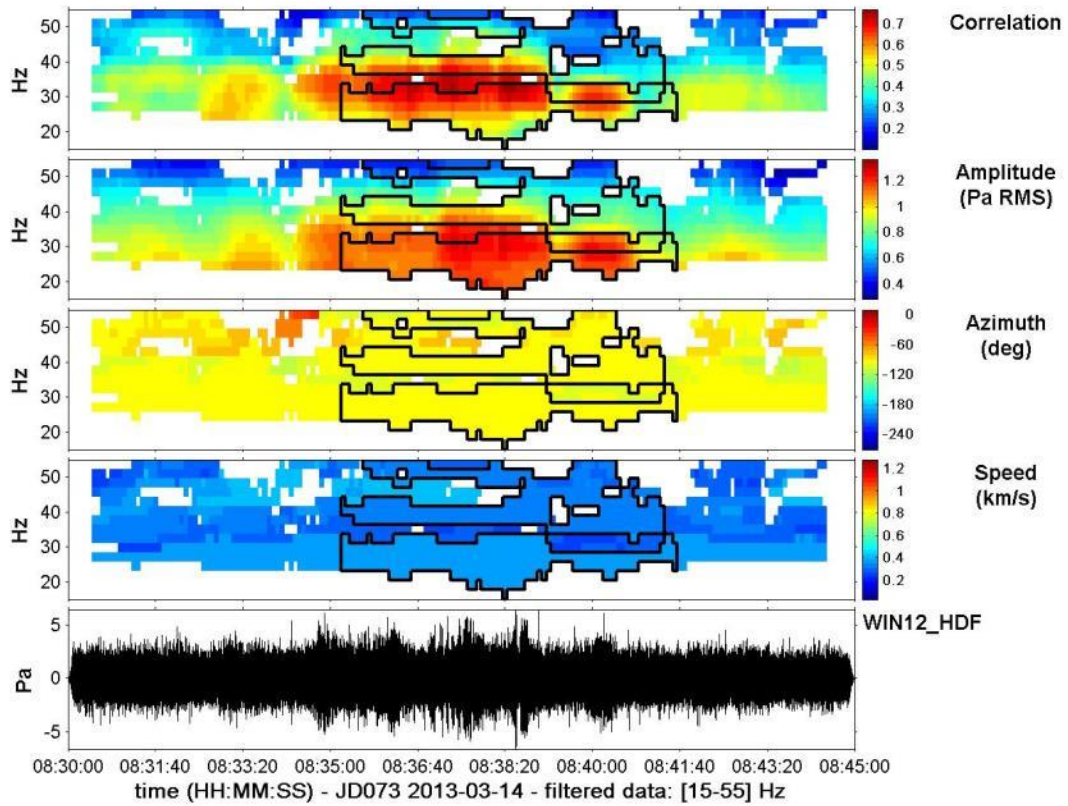 50
40
30
20
Hz
0.7
0.6
0.5
0.4
0.3
0.2
Correlation
50
40
30
20
Hz
1.2
1
0.8
0.6
0.4
Amplitude
(Pa RMS)
50
40
30
20
Hz
0
-60
-120
-180
-240
Azimuth
(deg)
50
40
30
20
Hz
1.2
1
0.8
0.6
0.4
0.2
Speed
(km/s)
5
0
-5
Pa
WIN12_HDF
08:30:00 08:31:40 08:33:20 08:35:00 08:36:40 08:38:20 08:40:00 08:41:40 08:43:20 08:45:00
time (HH:MM:SS) - JD073 2013-03-14 - filtered data: [15-55] Hz